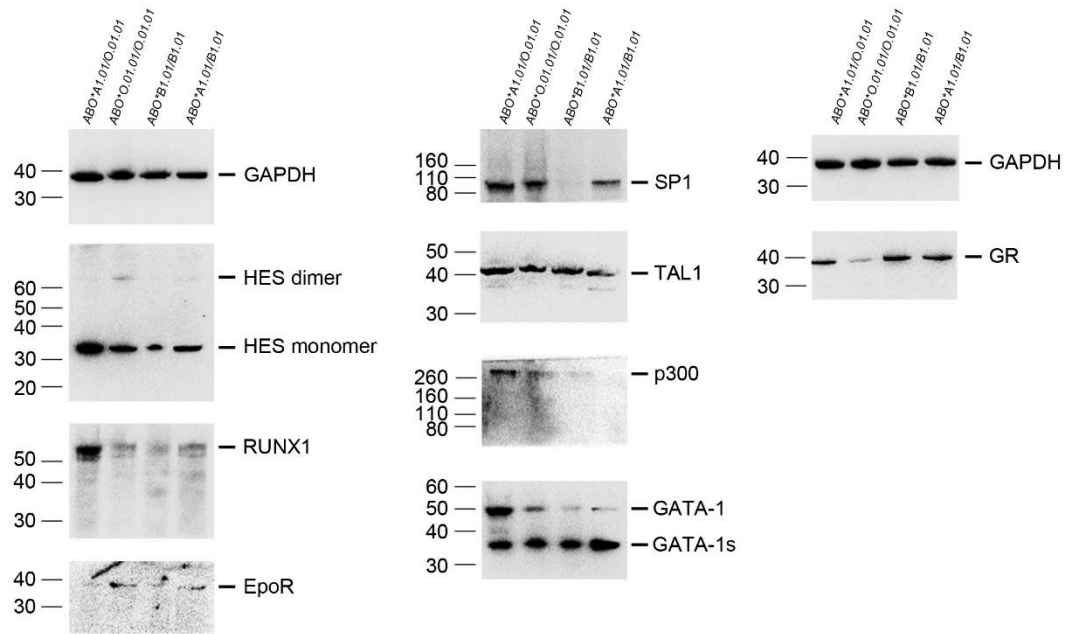 ABO*A1.01/O.01.01
ABO*O.01.01/O.01.01
ABO*B1.01/B1.01
ABO*A1.01/B1.01
40
30
GAPDH
60
50
40
30
20
HES dimer
HES monomer
50
40
30
RUNX1
40
30
EpoR
ABO*A1.01/O.01.01
ABO*O.01.01/O.01.01
ABO*B1.01/B1.01
ABO*A1.01/B1.01
160
110
80
SP1
50
40
30
TAL1
260
160
110
80
p300
60
50
40
30
GATA-1
GATA-1s
ABO*A1.01/O.01.01
ABO*O.01.01/O.01.01
ABO*B1.01/B1.01
ABO*A1.01/B1.01
40
30
GAPDH
40
30
GR